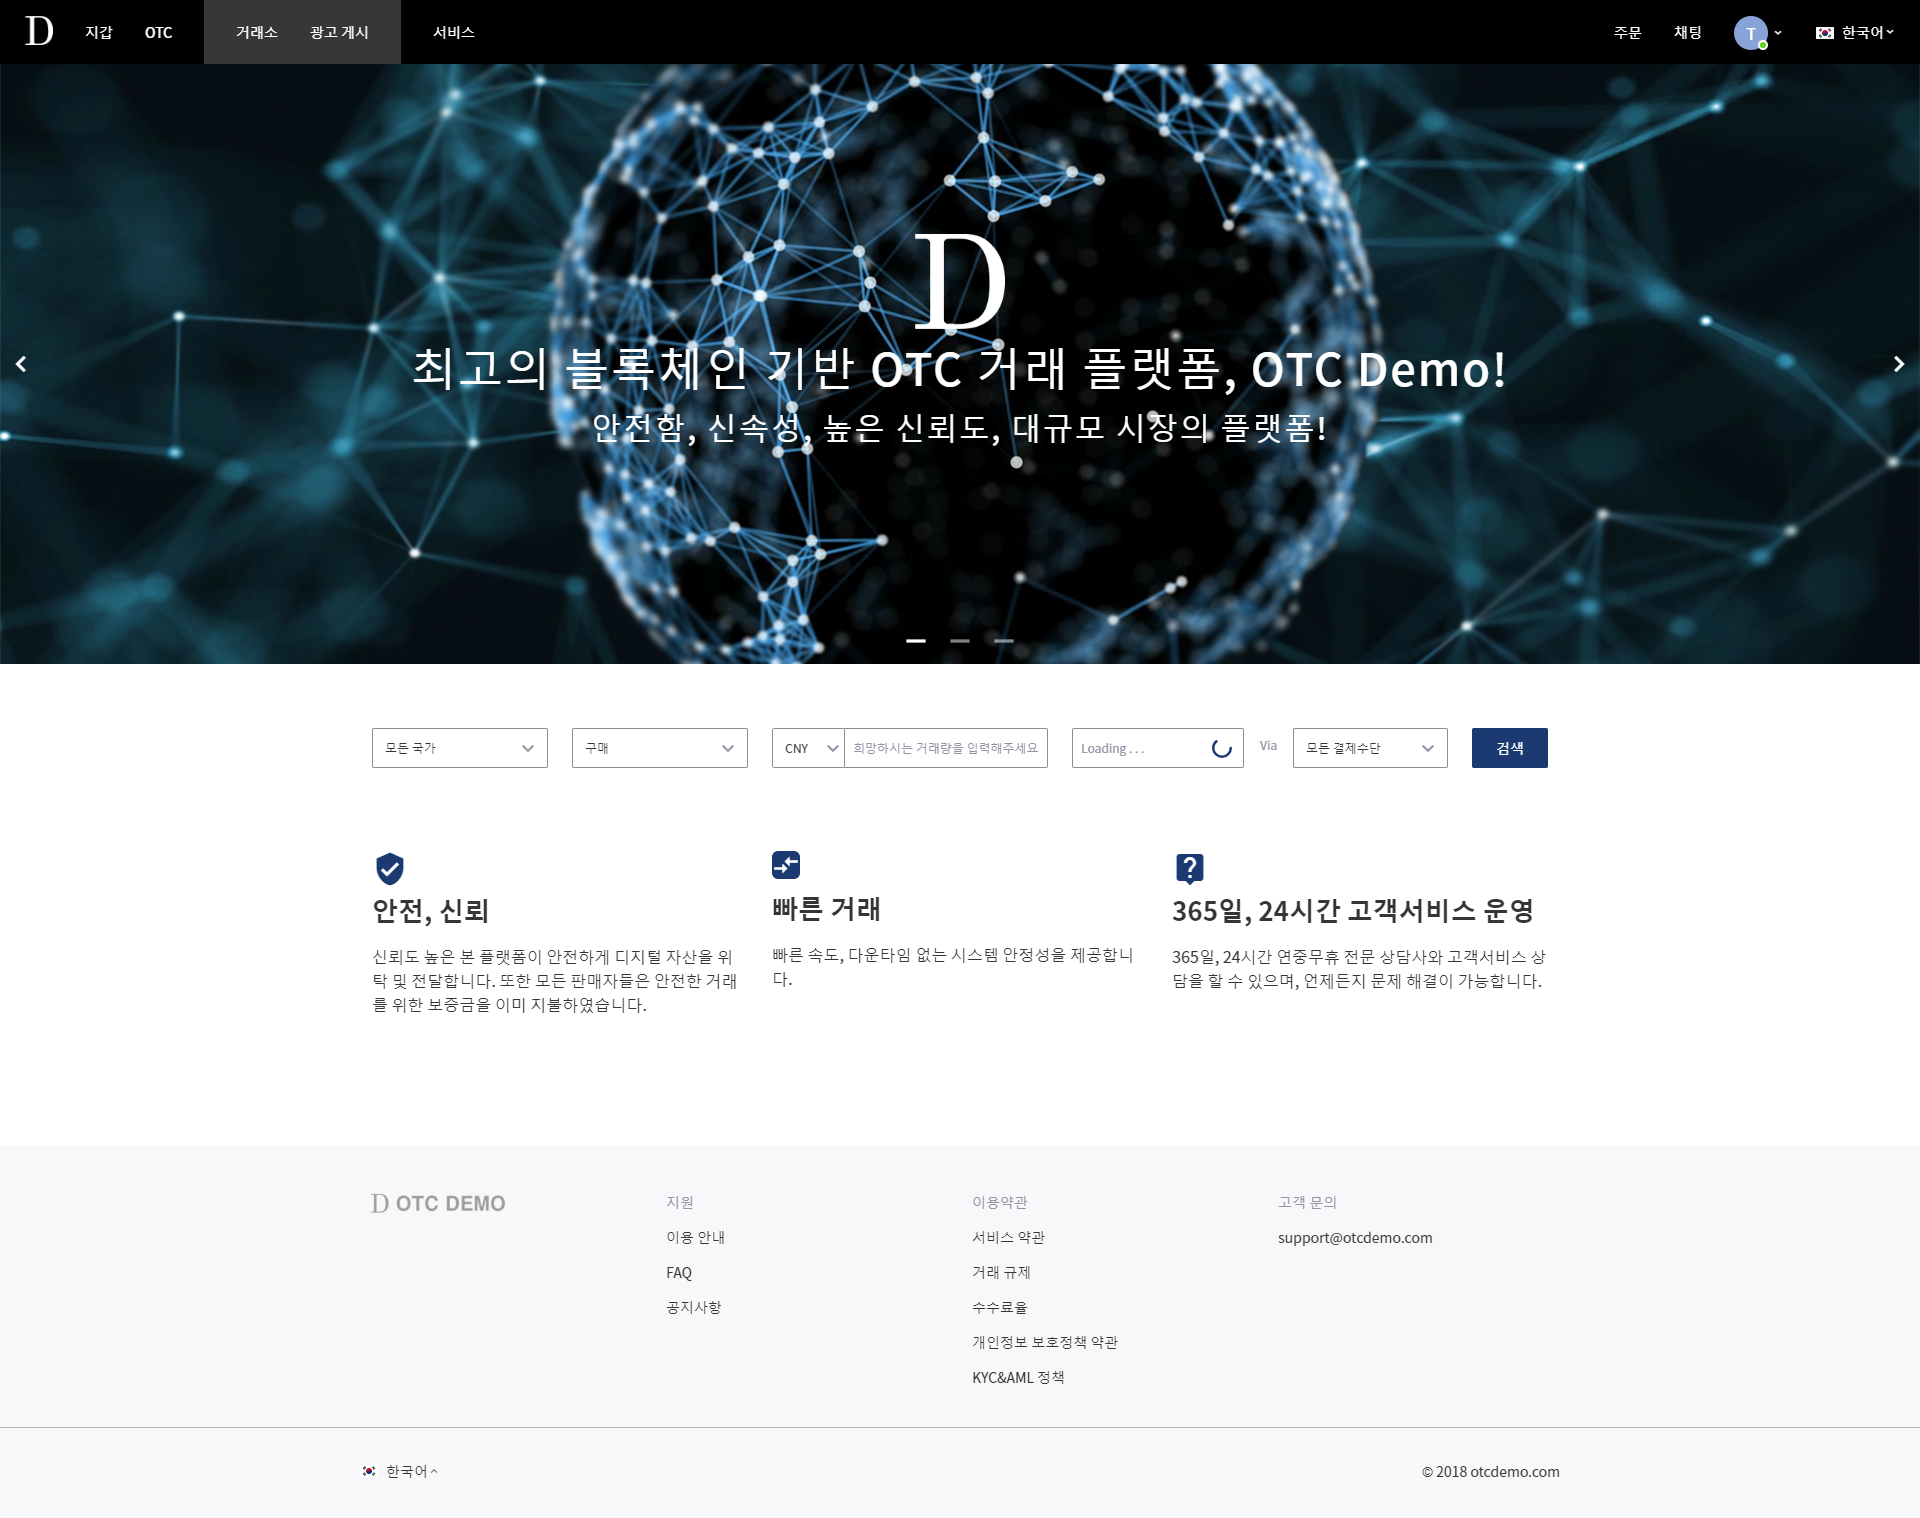 D 지갑 OTC 거래소 광고 게시 서비스 주문 채팅 T 한국어
D
최고의 블록체인 기반 OTC 거래 플랫폼, OTC Demo!
안전함, 신속성, 높은 신뢰도, 대규모 시장의 플랫폼!
모든 국가 구매 CNY 희망하시는 거래량을 입력해주세요 Loading . . . Via 모든 결제수단 검색
안전, 신뢰
신뢰도 높은 본 플랫폼이 안전하게 디지털 자산을 위
탁 및 전달합니다. 또한 모든 판매자들은 안전한 거래
를 위한 보증금을 이미 지불하였습니다.
빠른 거래
빠른 속도, 다운타임 없는 시스템 안정성을 제공합니
다.
365일, 24시간 고객서비스 운영
365일, 24시간 연중무휴 전문 상담사와 고객서비스 상
담을 할 수 있으며, 언제든지 문제 해결이 가능합니다.
D OTC DEMO
지원
이용 안내
FAQ
공지사항
이용약관
서비스 약관
거래 규제
수수료율
개인정보 보호정책 약관
KYC&AML 정책
고객 문의
support@otcdemo.com
한국어
© 2018 otcdemo.com